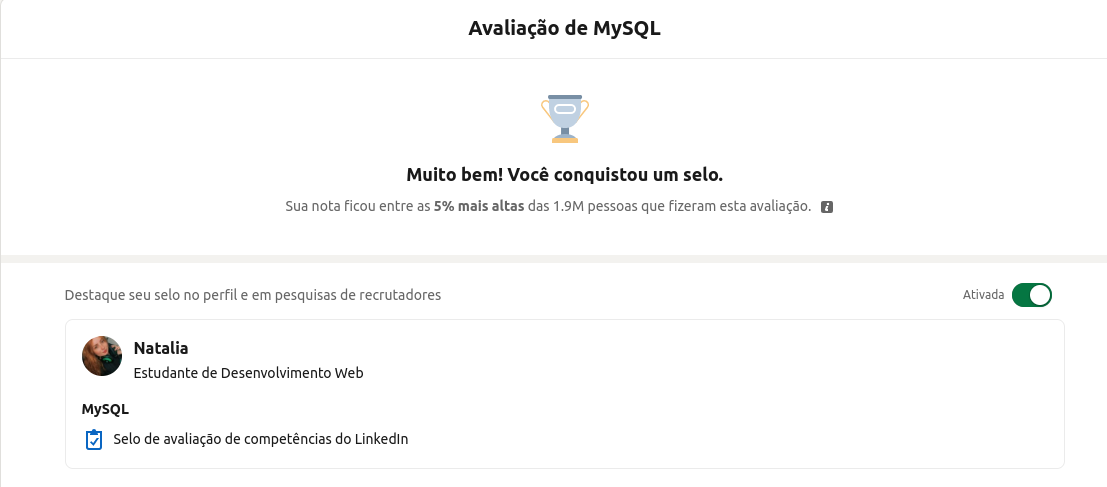 Avaliação de MySQL
Muito bem! Você conquistou um selo.
Sua nota ficou entre as 5% mais altas das 1.9M pessoas que fizeram esta avaliação.
Destaque seu selo no perfil e em pesquisas de recrutadores
Ativada
Natalia
Estudante de Desenvolvimento Web
MySQL
Selo de avaliação de competências do LinkedIn